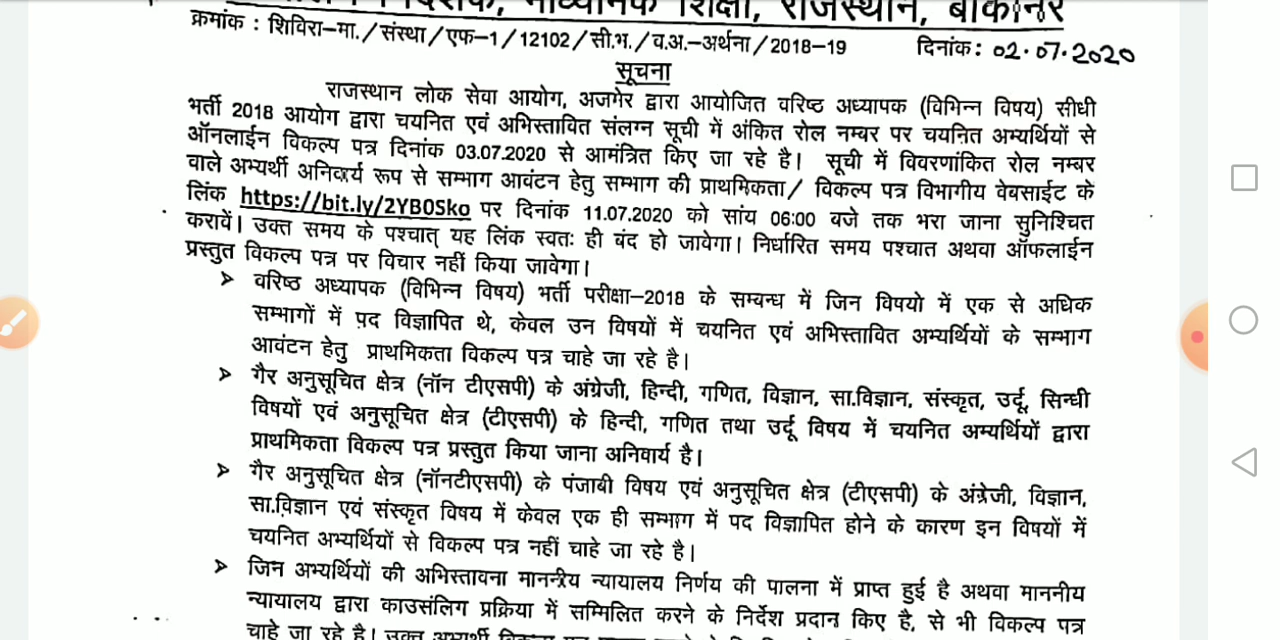 निदेशक, माध्यमिक शिक्षा, राजस्थान, बीकानेर
क्रमांक : शिविरा–मा./संस्था/एफ–1/12102/सी.भ./व.अ.–अर्थना/2018–19 दिनांक: 02.07.2020
सूचना
राजस्थान लोक सेवा आयोग, अजमेर द्वारा आयोजित वरिष्ठ अध्यापक (विभिन्न विषय) सीधी
भर्ती 2018 आयोग द्वारा चयनित एवं अभिस्तावित संलग्न सूची में अंकित रोल नम्बर पर चयनित अभ्यर्थियों से
ऑनलाईन विकल्प पत्र दिनांक 03.07.2020 से आमंत्रित किए जा रहे है। सूची में विवरणांकित रोल नम्बर
वाले अभ्यर्थी अनिवार्य रूप से सम्भाग आवंटन हेतु सम्भाग की प्राथमिकता/ विकल्प पत्र विभागीय वेबसाईट के
लिंक https://bit.ly/2YB0Sko पर दिनांक 11.07.2020 को सांय 06:00 बजे तक भरा जाना सुनिश्चित
करावें। उक्त समय के पश्चात् यह लिंक स्वतः ही बंद हो जावेगा। निर्धारित समय पश्चात अथवा ऑफलाईन
प्रस्तुत विकल्प पत्र पर विचार नहीं किया जावेगा।
➤ वरिष्ठ अध्यापक (विभिन्न विषय) भर्ती परीक्षा–2018 के सम्बन्ध में जिन विषयो में एक से अधिक
सम्भागों में पद विज्ञापित थे, केवल उन विषयों में चयनित एवं अभिस्तावित अभ्यर्थियों के सम्भाग
आवंटन हेतु प्राथमिकता विकल्प पत्र चाहे जा रहे है।
➤ गैर अनुसूचित क्षेत्र (नॉन टीएसपी) के अंग्रेजी, हिन्दी, गणित, विज्ञान, सा.विज्ञान, संस्कृत, उर्दू, सिन्धी
विषयों एवं अनुसूचित क्षेत्र (टीएसपी) के हिन्दी, गणित तथा उर्दू विषय में चयनित अभ्यर्थियों द्वारा
प्राथमिकता विकल्प पत्र प्रस्तुत किया जाना अनिवार्य है।
➤ गैर अनुसूचित क्षेत्र (नॉनटीएसपी) के पंजाबी विषय एवं अनुसूचित क्षेत्र (टीएसपी) के अंग्रेजी, विज्ञान,
सा.विज्ञान एवं संस्कृत विषय में केवल एक ही सम्भाग में पद विज्ञापित होने के कारण इन विषयों में
चयनित अभ्यर्थियों से विकल्प पत्र नहीं चाहे जा रहे है।
➤ जिन अभ्यर्थियों की अभिस्तावना माननीय न्यायालय निर्णय की पालना में प्राप्त हुई है अथवा माननीय
न्यायालय द्वारा काउसंलिग प्रक्रिया में सम्मिलित करने के निर्देश प्रदान किए है, से भी विकल्प पत्र
चाहे जा रहे है। उक्त अभ्यर्थी विकल्प